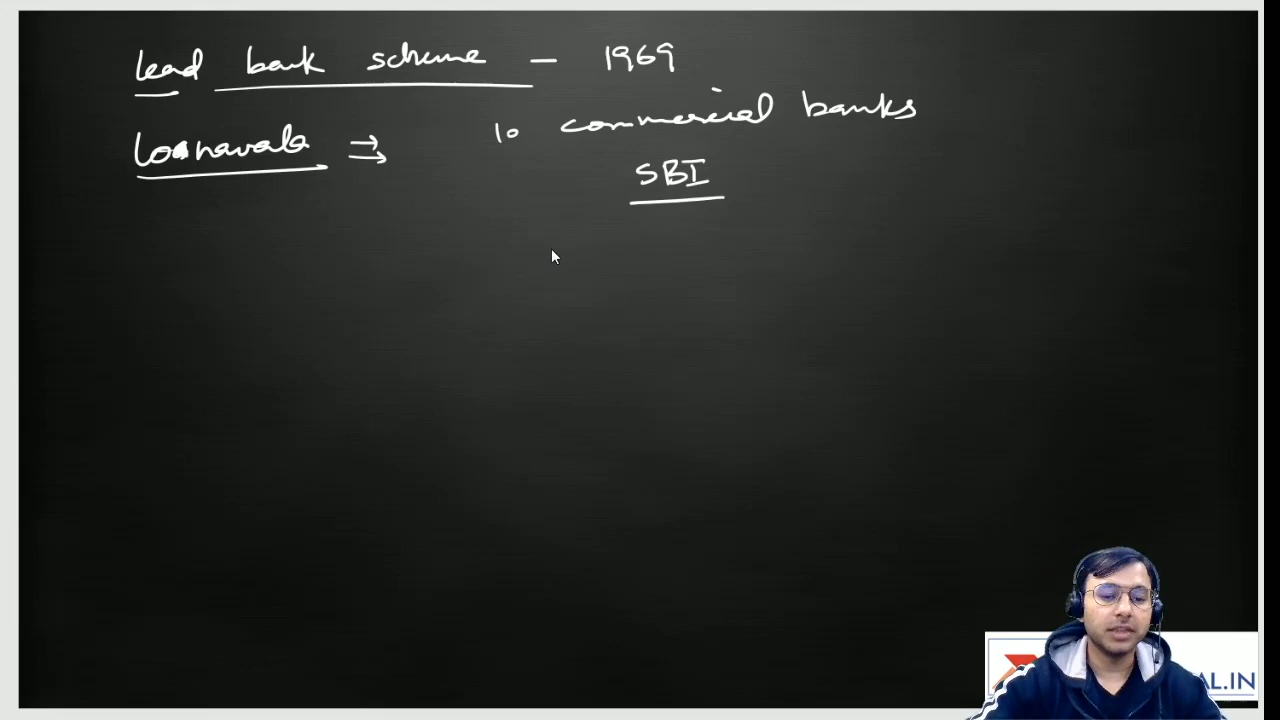 lead bank scheme - 1969
Loanavala ⇒ 10 commercial banks
SBI
AL.IN